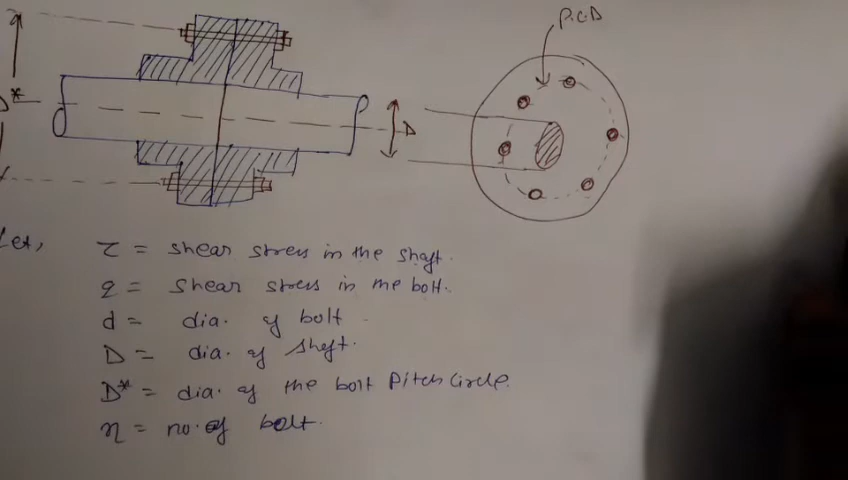 P.C.D
D*
D
Let,
τ = shear stress in the shaft.
q = shear stress in the bolt.
d = dia. of bolt
D = dia. of shaft.
D* = dia. of the bolt Pitch Circle.
n = no. of bolt.